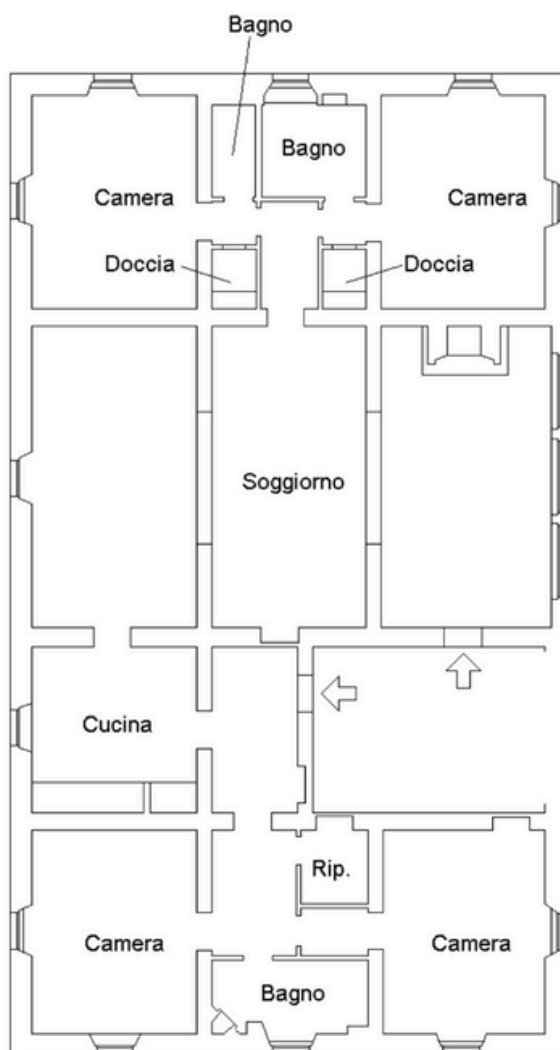 Bagno
Bagno
Camera
Camera
Doccia
Doccia
Soggiorno
Cucina
Rip.
Camera
Camera
Bagno